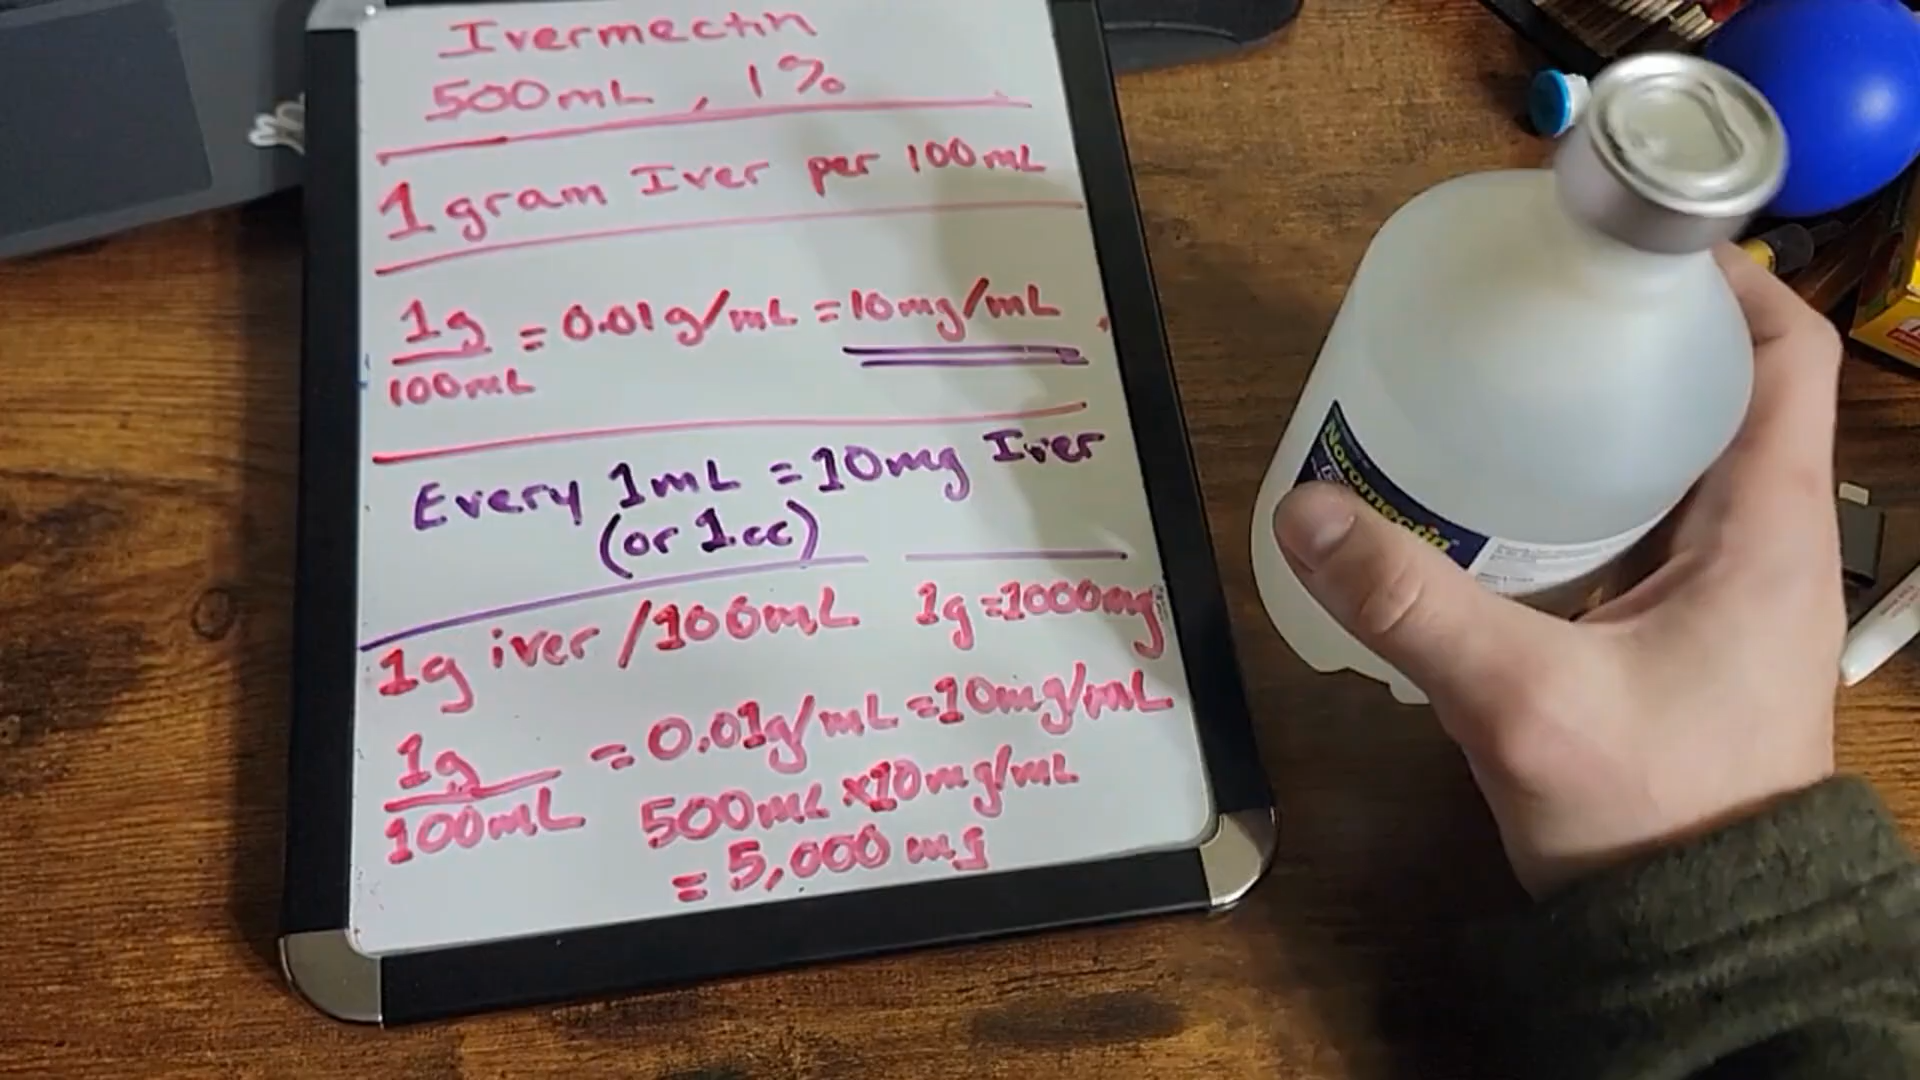 Ivermectin
500mL, 1%
1 gram Iver per 100mL
1g
100mL
= 0.01g/mL = 10mg/mL
Every 1mL = 10mg Iver
(or 1cc)
1g iver /100mL
1g=1000mg
1g
100mL
= 0.01g/mL = 10mg/mL
500mL x10mg/mL
= 5,000 mg
Noromectin